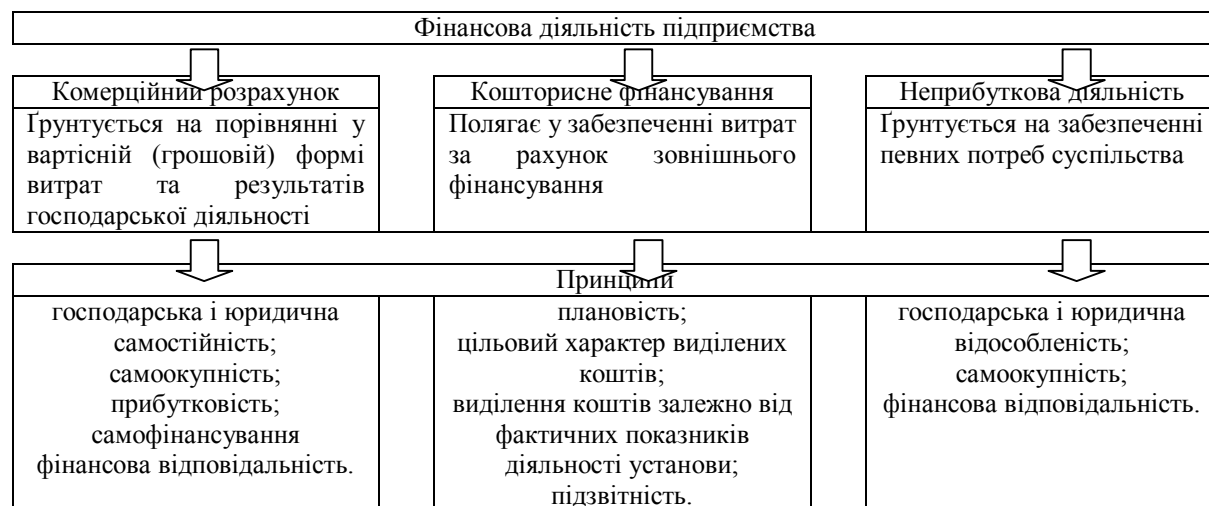 Фінансова діяльність підприємства
Комерційний розрахунок
Ґрунтується на порівнянні у
вартісній (грошовій) формі
витрат та результатів
господарської діяльності
Кошторисне фінансування
Полягає у забезпеченні витрат
за рахунок зовнішнього
фінансування
Неприбуткова діяльність
Ґрунтується на забезпеченні
певних потреб суспільства
Принципи
господарська і юридична
самостійність;
самоокупність;
прибутковість;
самофінансування
фінансова відповідальність.
плановість;
цільовий характер виділених
коштів;
виділення коштів залежно від
фактичних показників
діяльності установи;
підзвітність.
господарська і юридична
відособленість;
самоокупність;
фінансова відповідальність.